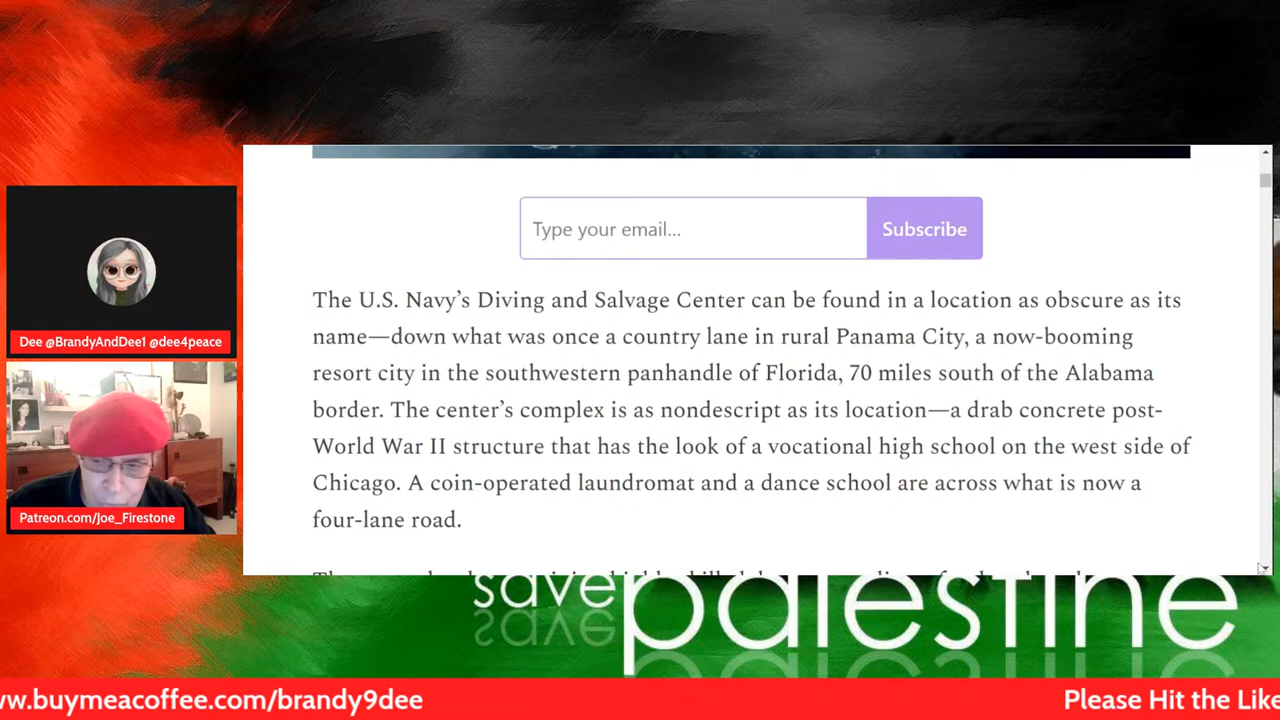 Type your email...
Subscribe
The U.S. Navy’s Diving and Salvage Center can be found in a location as obscure as its
name—down what was once a country lane in rural Panama City, a now-booming
resort city in the southwestern panhandle of Florida, 70 miles south of the Alabama
border. The center’s complex is as nondescript as its location—a drab concrete post-
World War II structure that has the look of a vocational high school on the west side of
Chicago. A coin-operated laundromat and a dance school are across what is now a
four-lane road.
Dee @BrandyAndDee1 @dee4peace
Patreon.com/Joe_Firestone
save palestine
w.buymeacoffee.com/brandy9dee
Please Hit the Like